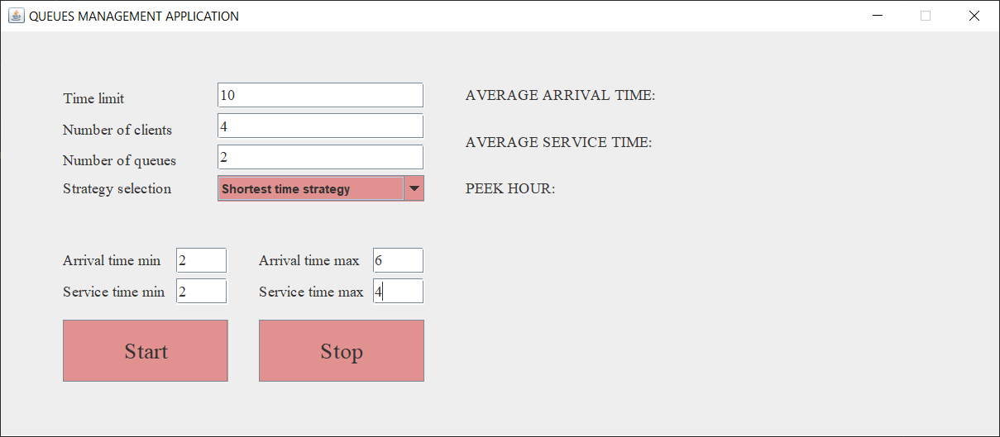 QUEUES MANAGEMENT APPLICATION
Time limit 10
Number of clients 4
Number of queues 2
Strategy selection Shortest time strategy
AVERAGE ARRIVAL TIME:
AVERAGE SERVICE TIME:
PEEK HOUR:
Arrival time min 2 Arrival time max 6
Service time min 2 Service time max 4
Start Stop